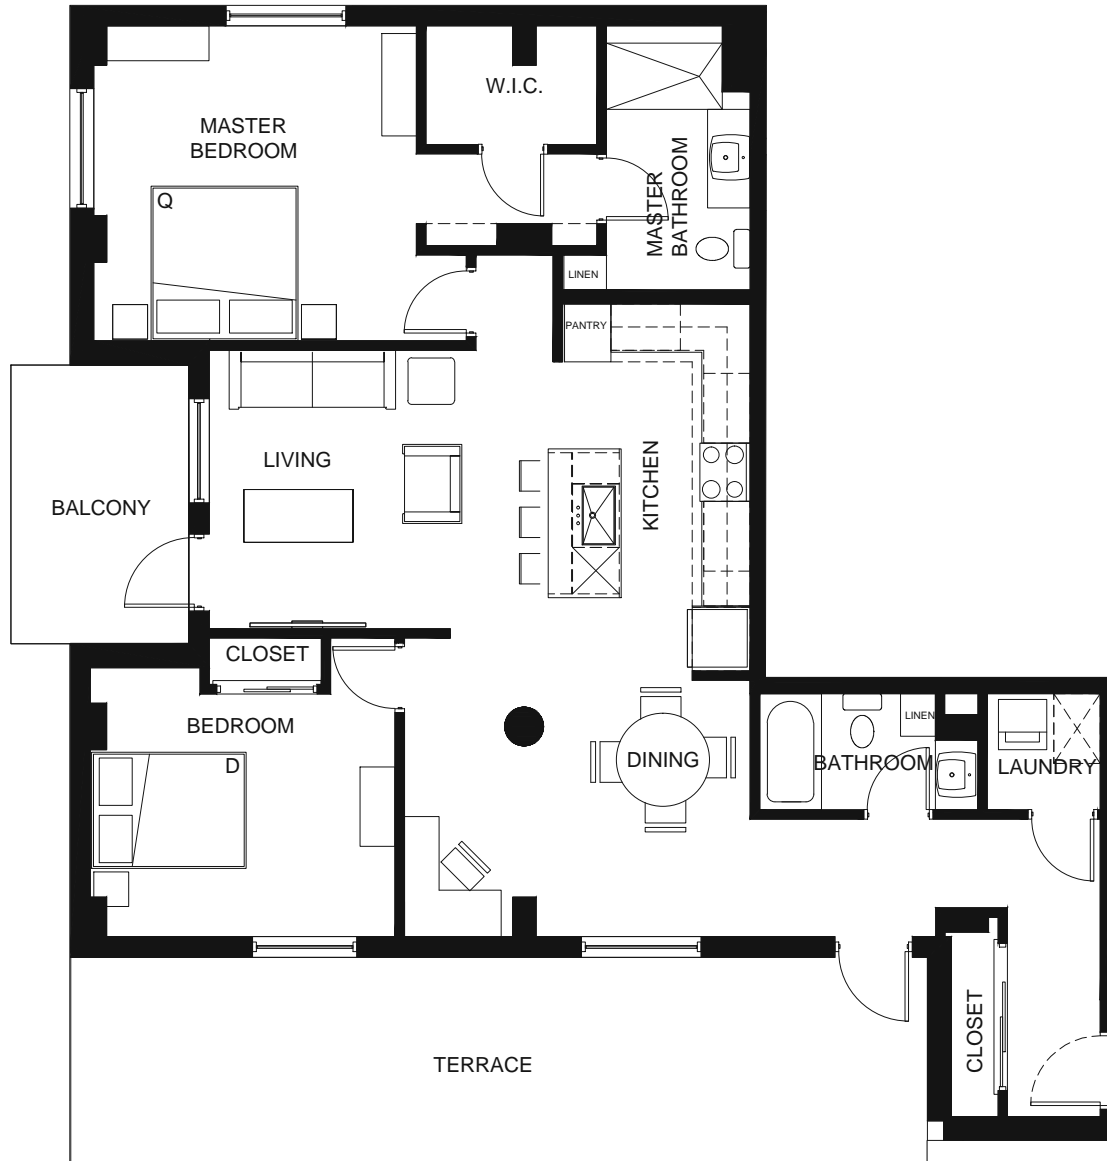 W.I.C.
MASTER
BEDROOM
MASTER
BATHROOM
Q
LINEN
PANTRY
KITCHEN
LIVING
BALCONY
CLOSET
BEDROOM
D
DINING
BATHROOM
LINEN
LAUNDRY
CLOSET
TERRACE